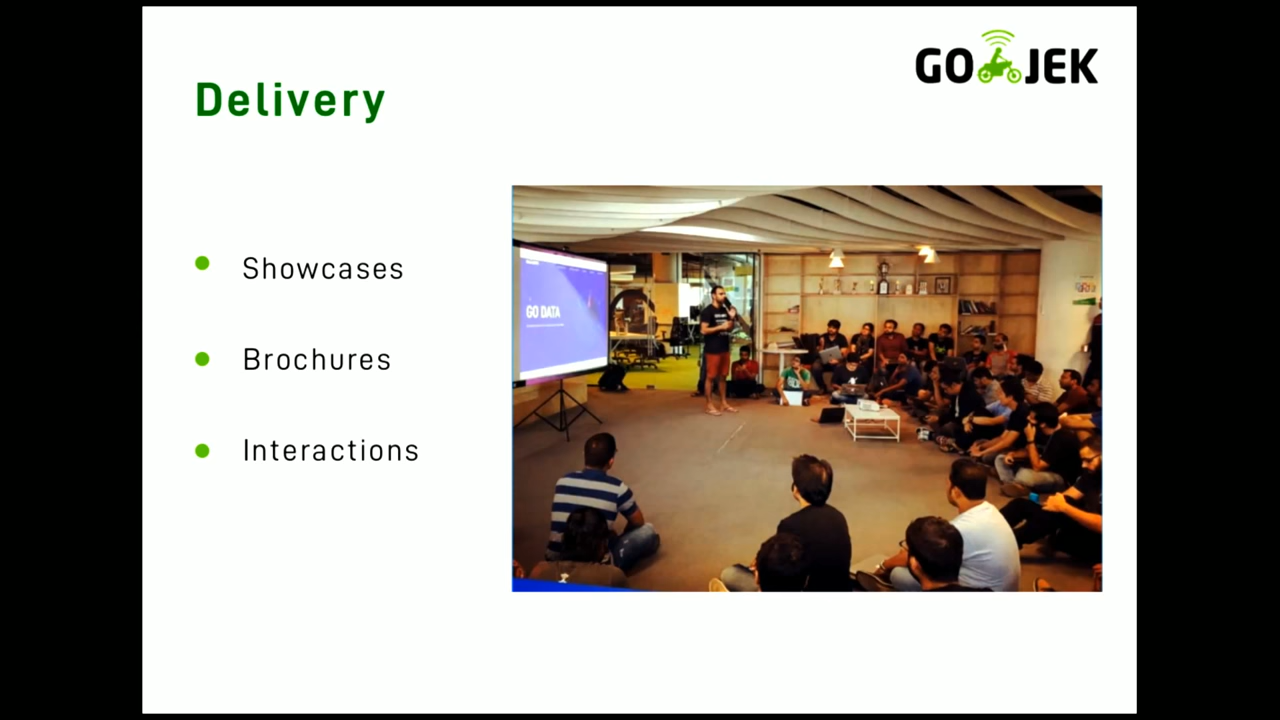 GO JEK
Delivery
Showcases
Brochures
Interactions
GO DATA